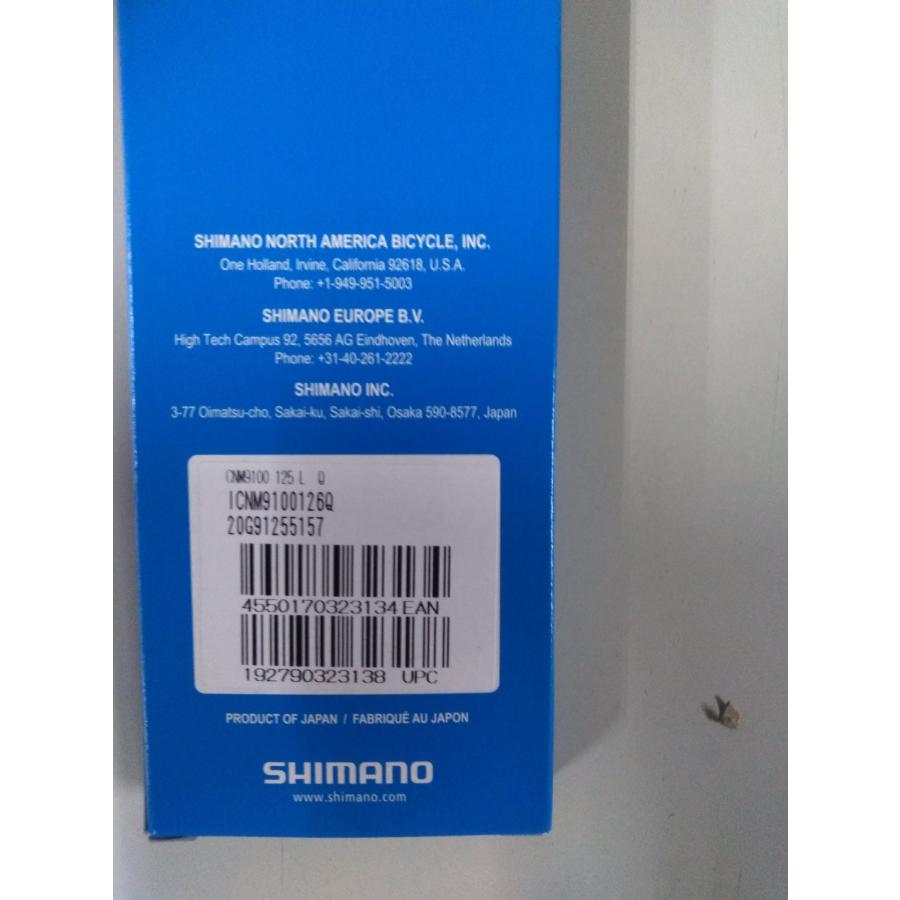 SHIMANO NORTH AMERICA BICYCLE, INC.
One Holland, Irvine, California 92618, U.S.A.
Phone: +1-949-951-5003
SHIMANO EUROPE B.V.
High Tech Campus 92, 5656 AG Eindhoven, The Netherlands
Phone: +31-40-261-2222
SHIMANO INC.
3-77 Oimatsu-cho, Sakai-ku, Sakai-shi, Osaka 590-8577, Japan
CNM9100 125 L Q
ICNM9100126Q
20G91255157
4550170323134 EAN
192790323138 UPC
PRODUCT OF JAPAN / FABRIQUÉ AU JAPON
SHIMANO
www.shimano.com